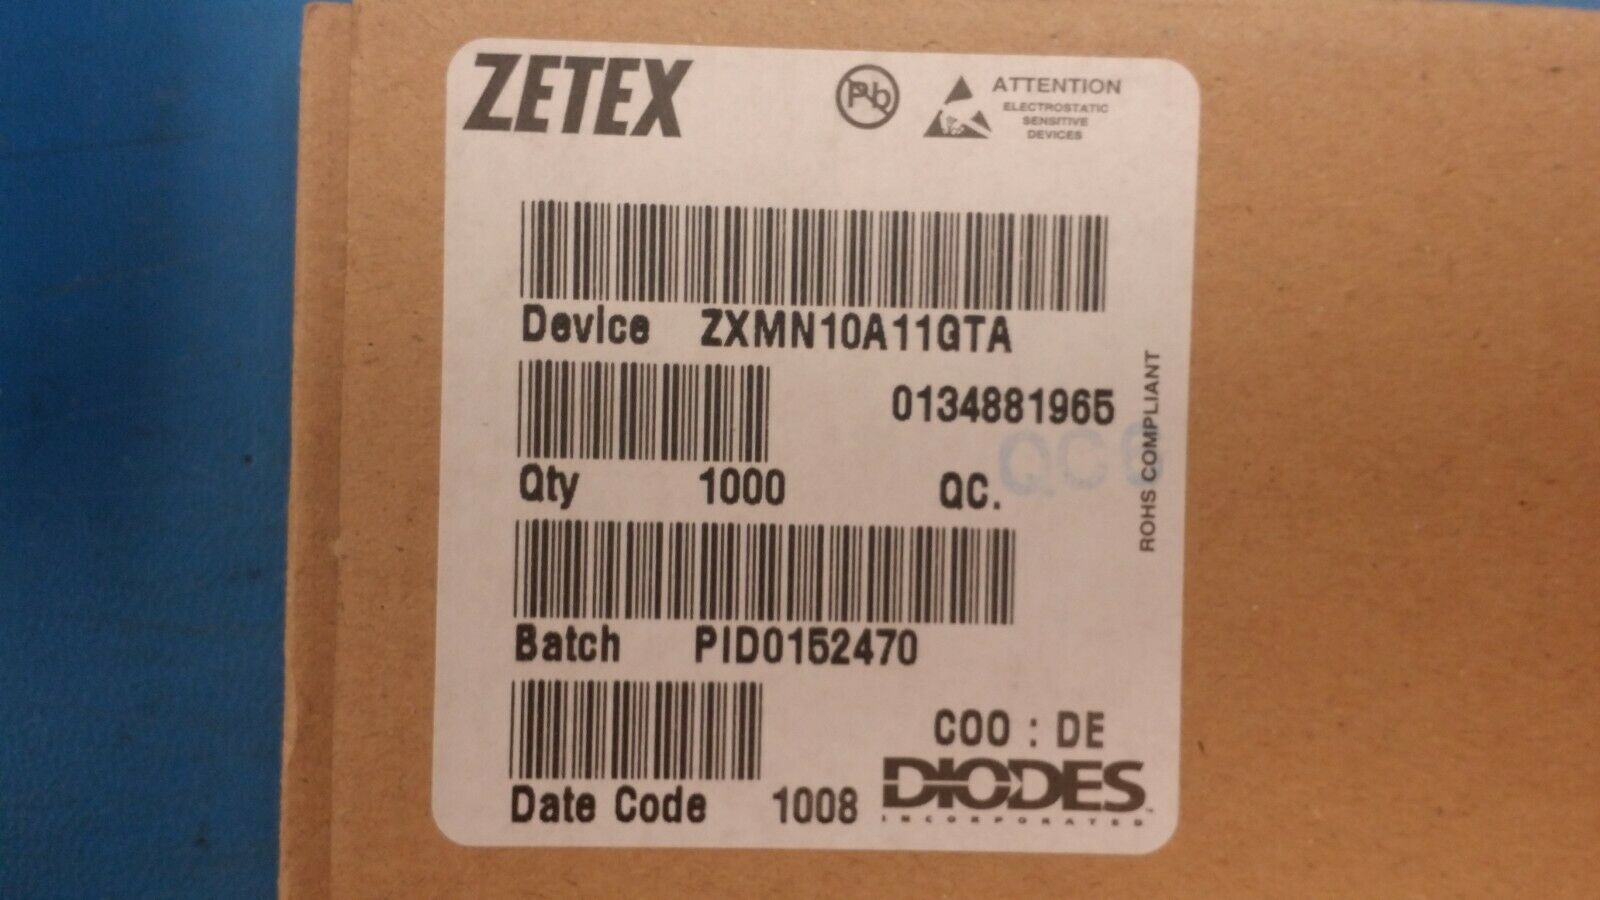 ZETEX
Pb
ATTENTION
ELECTROSTATIC
SENSITIVE
DEVICES
Device ZXMN10A11GTA
0134881965
Qty 1000 QC.
QC6
ROHS COMPLIANT
Batch PID0152470
COO : DE
Date Code 1008
DIODES
INCORPORATED